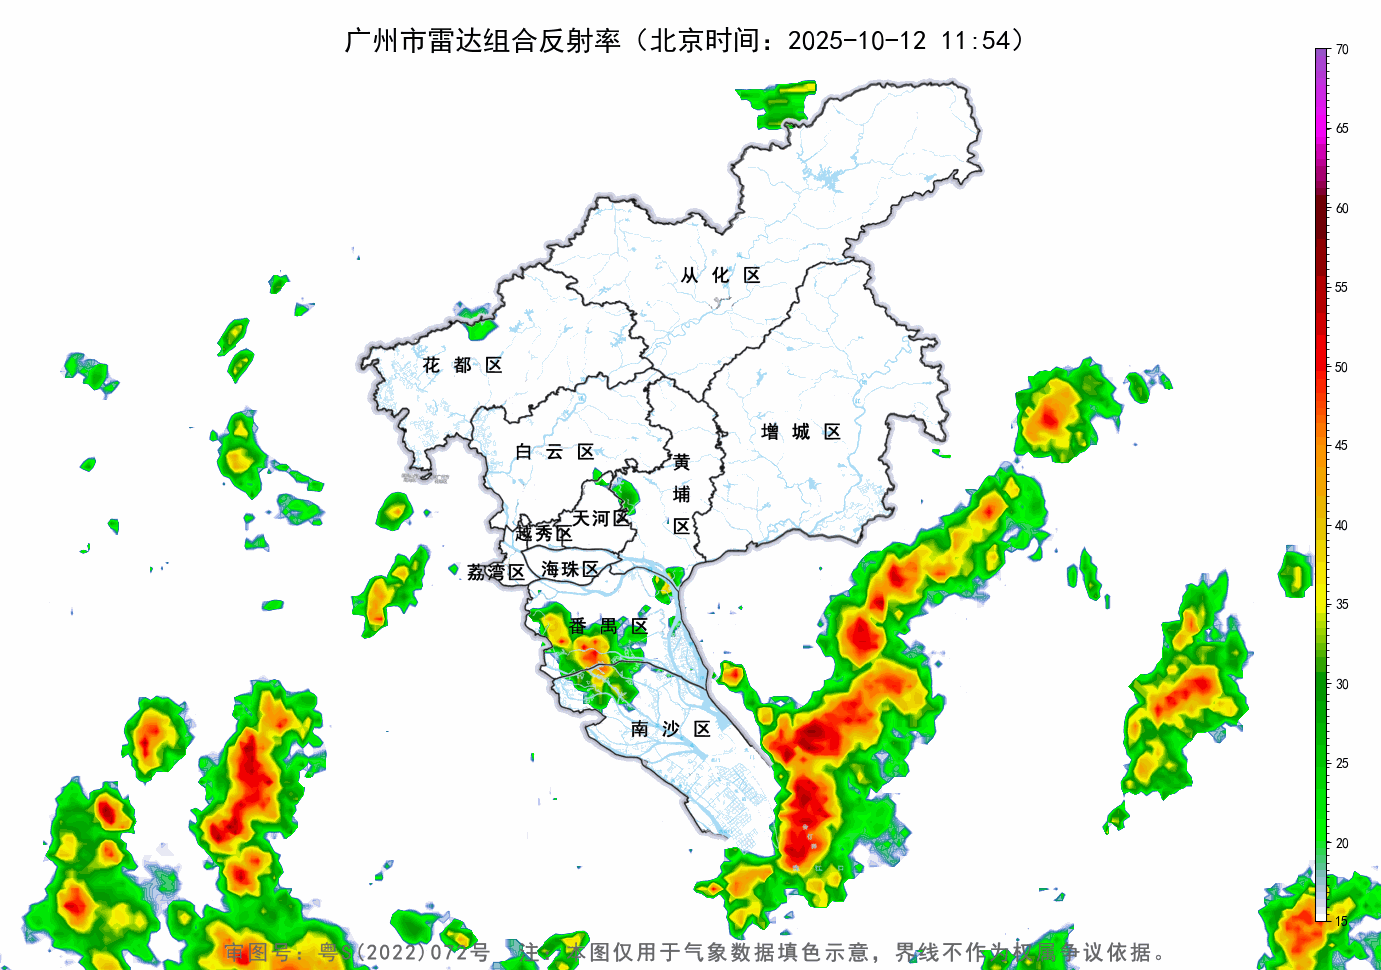 广州市雷达组合反射率（北京时间：2025-10-12 11:54）
70
65
60
55
50
45
40
35
30
25
20
15
从化区
花都区
增城区
白云区
黄埔区
天河区
越秀区
荔湾区
海珠区
番禺区
南沙区
审图号：粤S(2022)072号 注：本图仅用于气象数据填色示意，界线不作为权属争议依据。